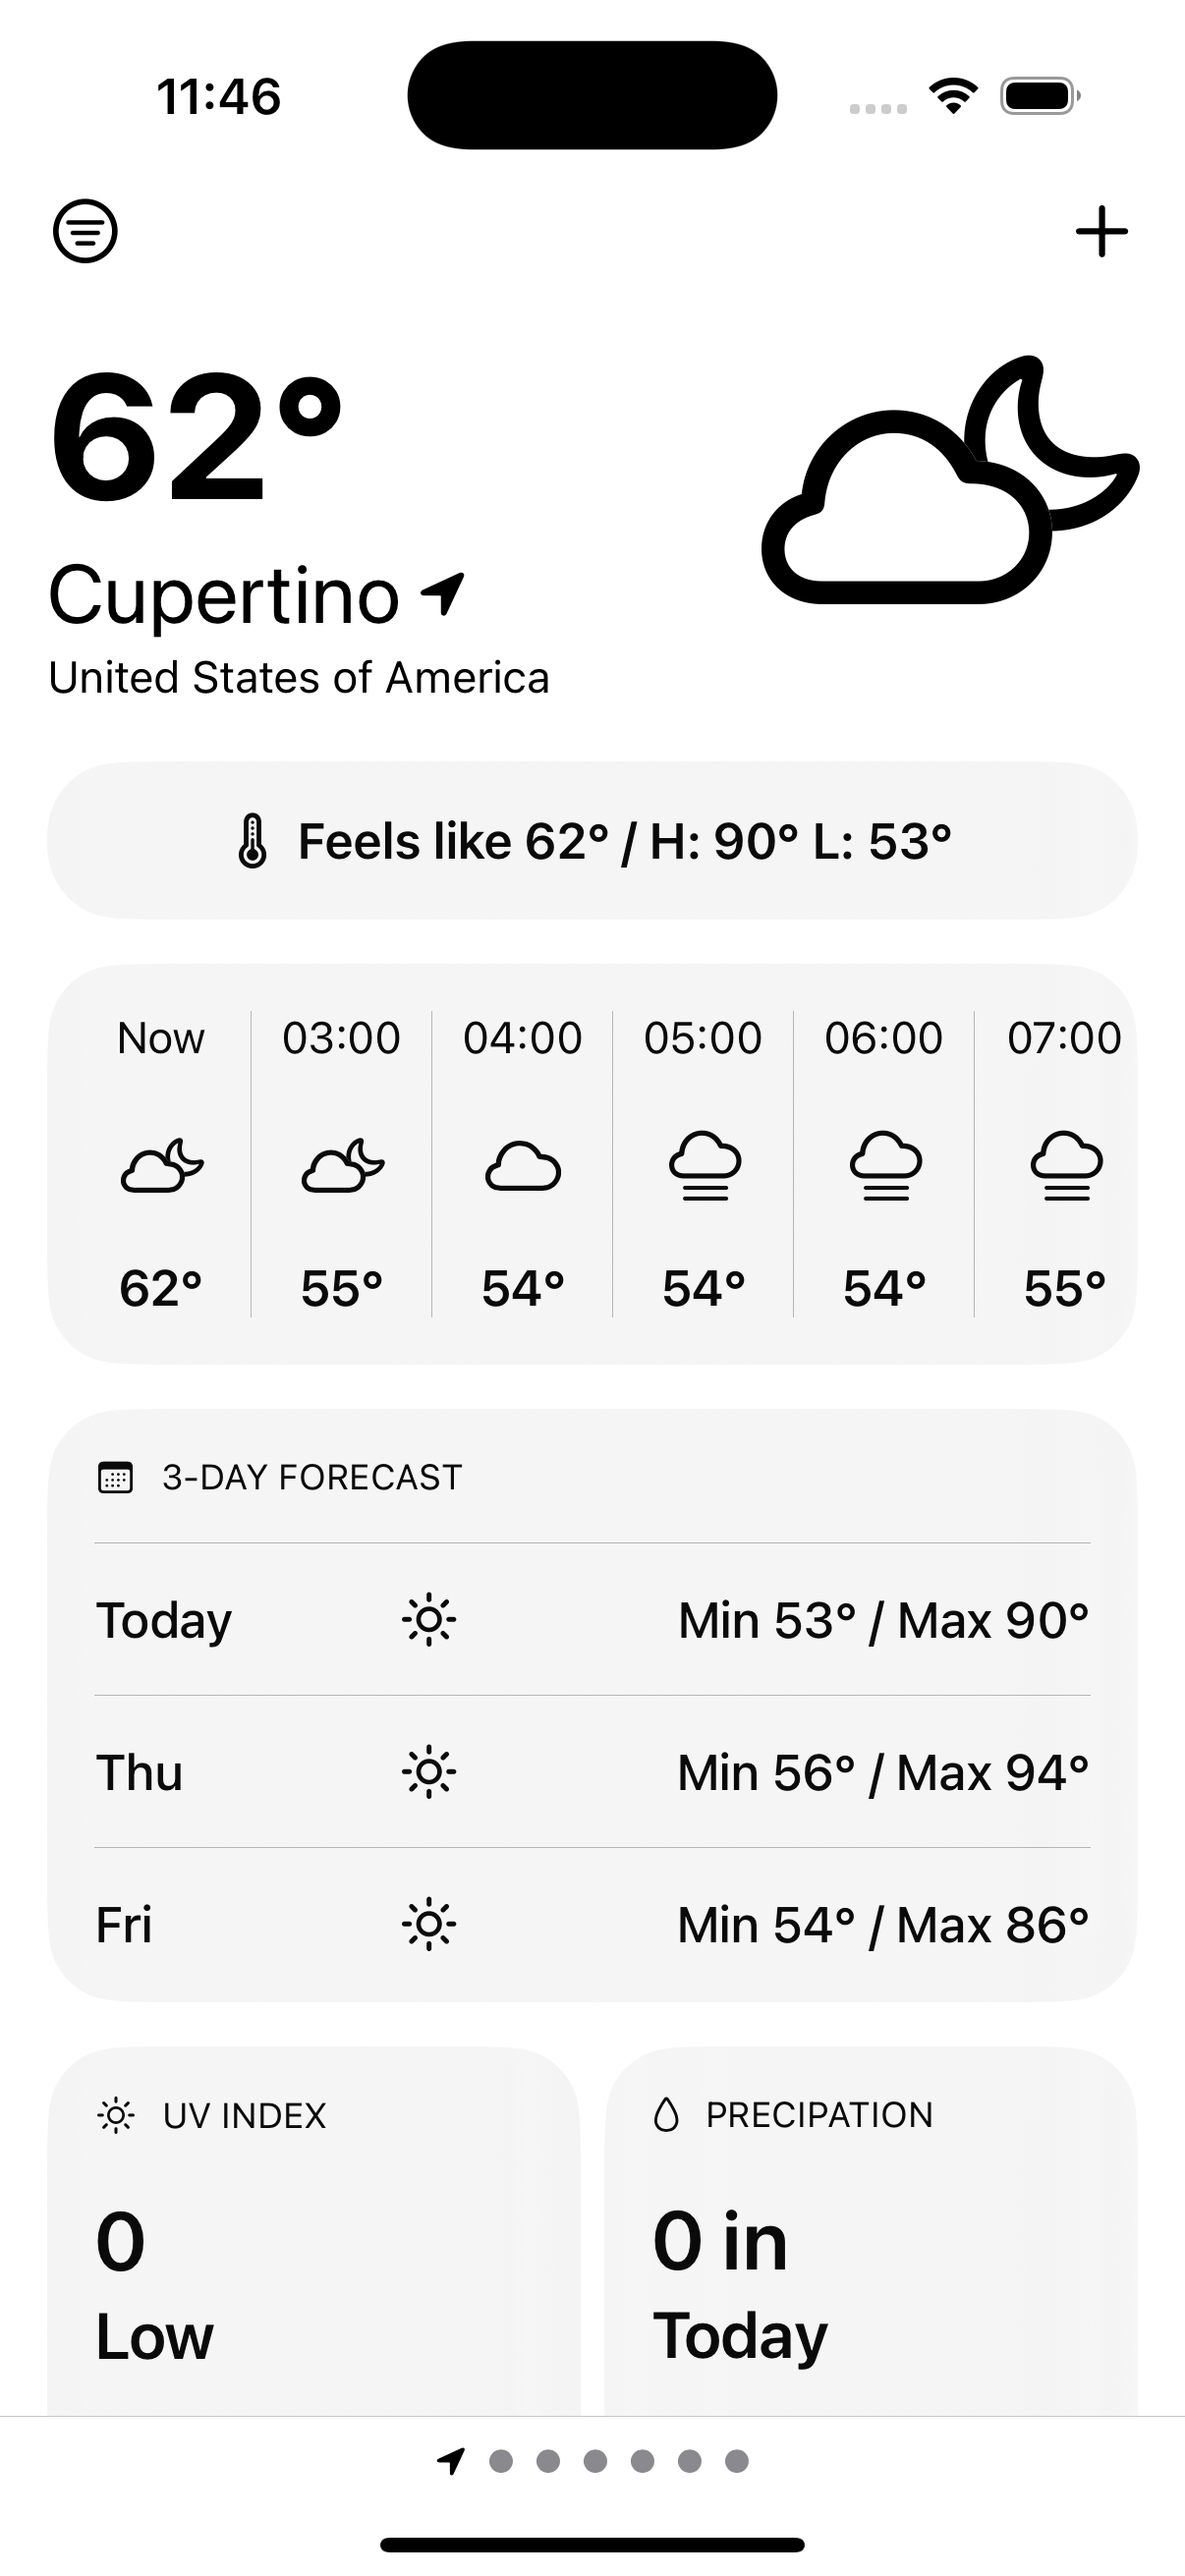 11:46
62°
Cupertino
United States of America
Feels like 62° / H: 90° L: 53°
Now 03:00 04:00 05:00 06:00 07:00
62° 55° 54° 54° 54° 55°
3-DAY FORECAST
Today Min 53° / Max 90°
Thu Min 56° / Max 94°
Fri Min 54° / Max 86°
UV INDEX PRECIPATION
0 0 in
Low Today